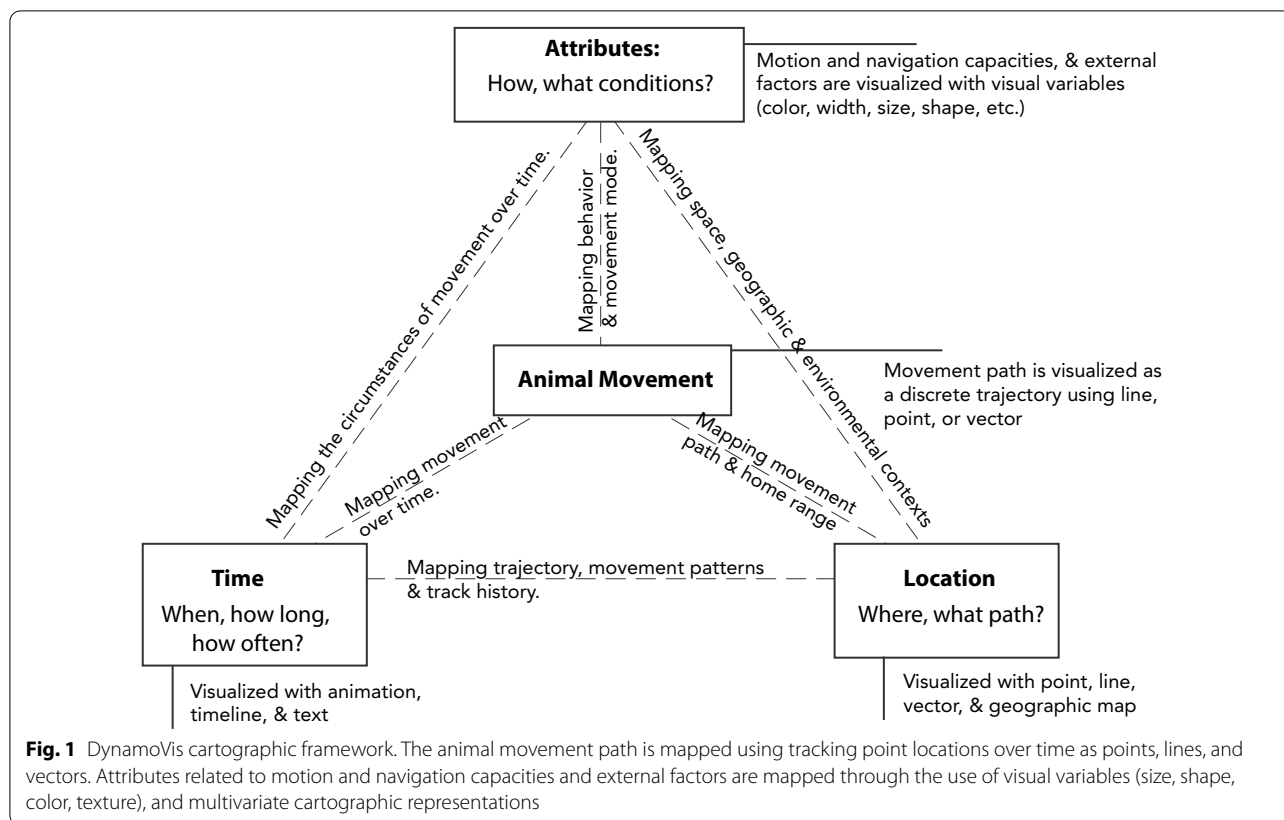 Attributes:
How, what conditions?
Motion and navigation capacities, & external
factors are visualized with visual variables
(color, width, size, shape, etc.)
Mapping the circumstances of movement over time.
Mapping behavior
& movement mode.
Mapping space, geographic & environmental contexts
Animal Movement
Movement path is visualized as
a discrete trajectory using line,
point, or vector
Mapping movement
over time.
Mapping movement
path & home range
Time
When, how long,
how often?
Mapping trajectory, movement patterns
& track history.
Location
Where, what path?
Visualized with animation,
timeline, & text
Visualized with point, line,
vector, & geographic map
Fig. 1 DynamoVis cartographic framework. The animal movement path is mapped using tracking point locations over time as points, lines, and
vectors. Attributes related to motion and navigation capacities and external factors are mapped through the use of visual variables (size, shape,
color, texture), and multivariate cartographic representations